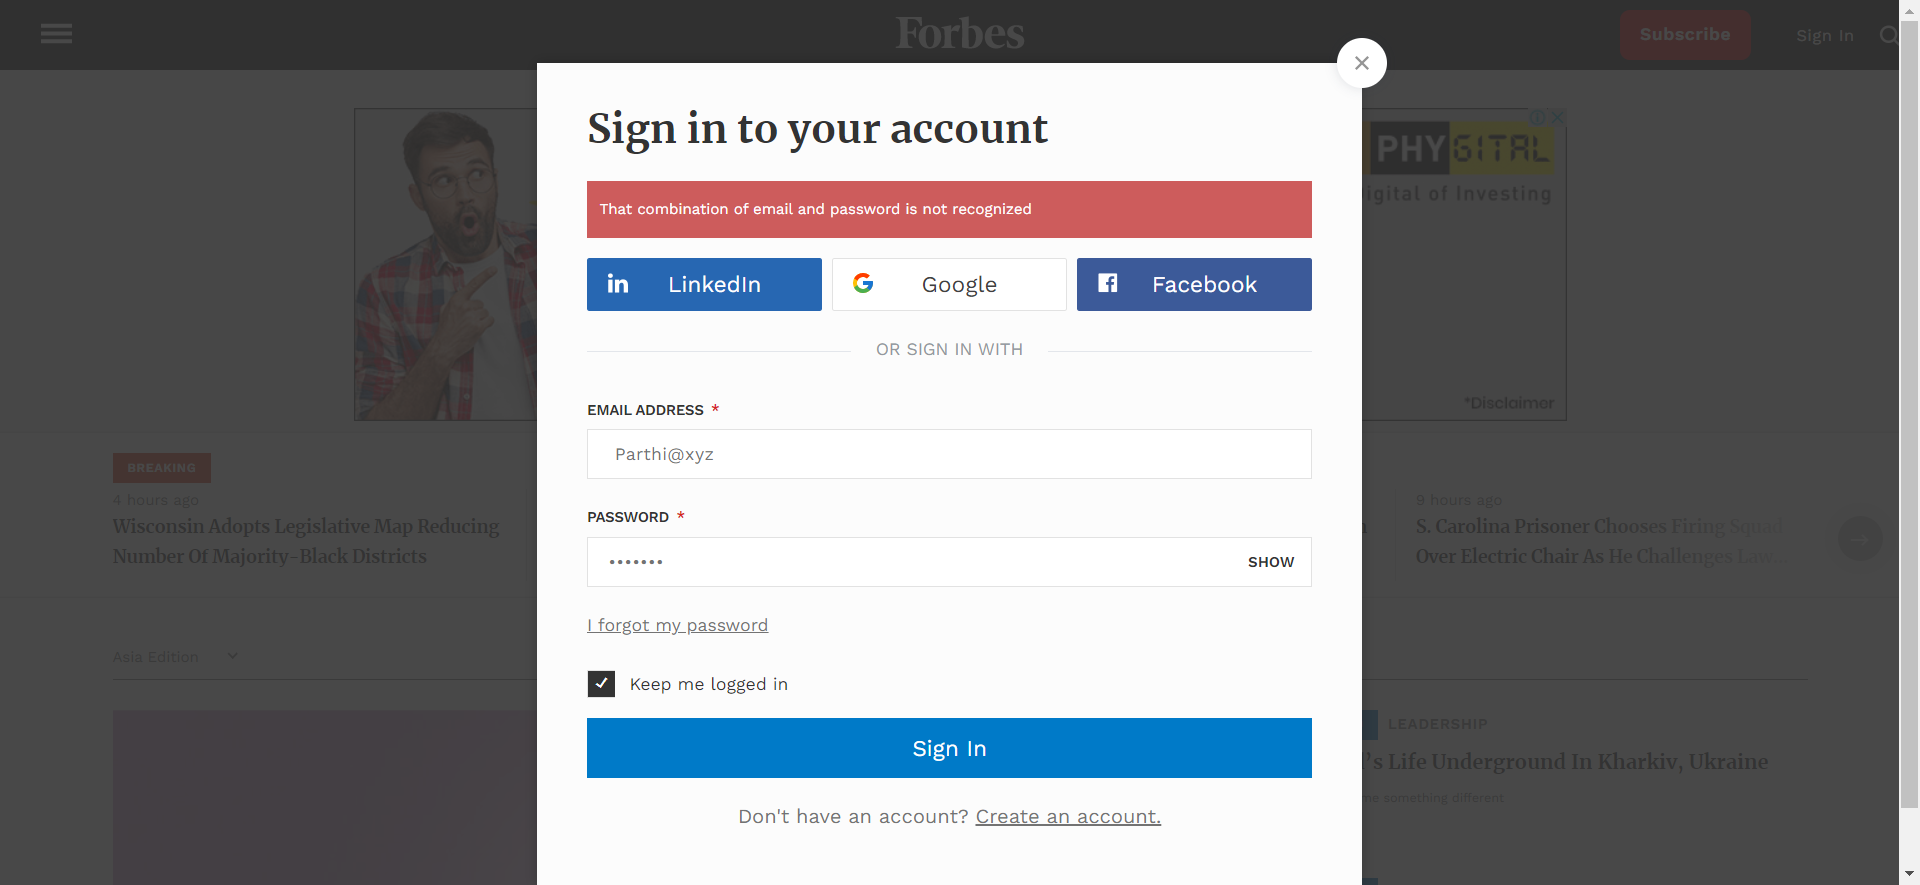 Forbes
Subscribe
Sign In
Sign in to your account
PHYGITAL
igital of Investing
That combination of email and password is not recognized
LinkedIn
Google
Facebook
OR SIGN IN WITH
*Disclaimer
EMAIL ADDRESS *
Parthi@xyz
BREAKING
4 hours ago
Wisconsin Adopts Legislative Map Reducing
Number Of Majority-Black Districts
9 hours ago
S. Carolina Prisoner Chooses Firing Squad
Over Electric Chair As He Challenges Law...
PASSWORD *
•••••••
SHOW
I forgot my password
Asia Edition
Keep me logged in
LEADERSHIP
Sign In
's Life Underground In Kharkiv, Ukraine
me something different
Don't have an account? Create an account.